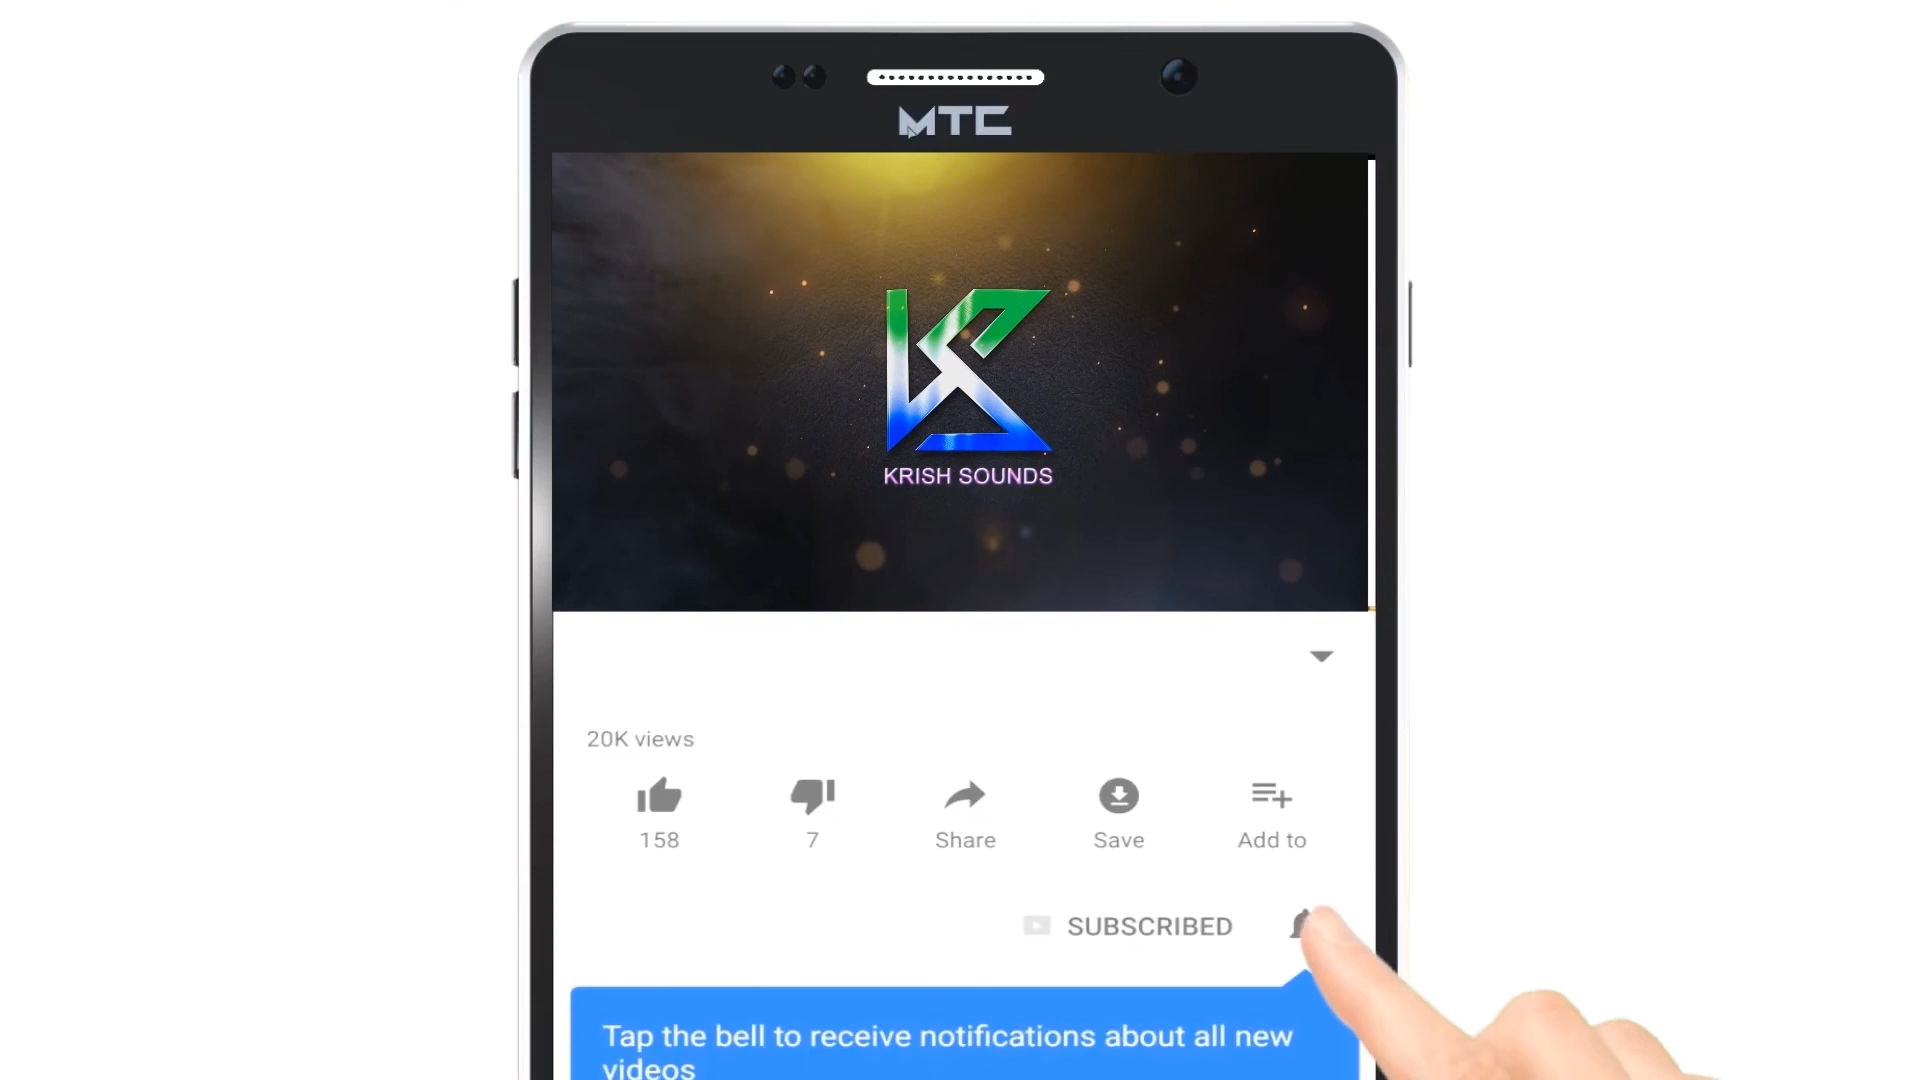 MTC
KRISH SOUNDS
20K views
158
7
Share
Save
Add to
SUBSCRIBED
Tap the bell to receive notifications about all new
videos